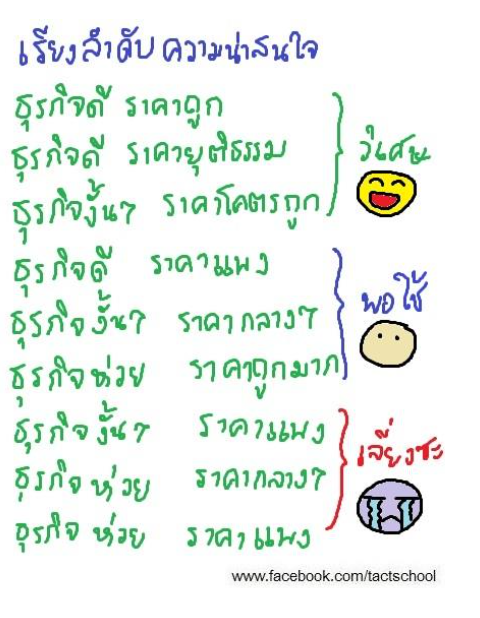 เรียงลำดับ ความน่าสนใจ
ธุรกิจดี ราคาถูก
ธุรกิจดี ราคายุติธรรม
ธุรกิจงั้นๆ ราคาโคตรถูก
วิเศษ
ธุรกิจดี ราคาแพง
ธุรกิจงั้นๆ ราคากลางๆ
ธุรกิจห่วย ราคาถูกมาก
พอใช้
ธุรกิจงั้นๆ ราคาแพง
ธุรกิจห่วย ราคากลางๆ
ธุรกิจห่วย ราคาแพง
เลี่ยงซะ
www.facebook.com/tactschool